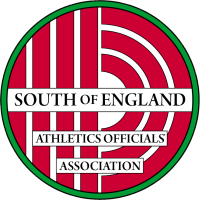 SOUTH OF ENGLAND
ATHLETICS OFFICIALS'
ASSOCIATION